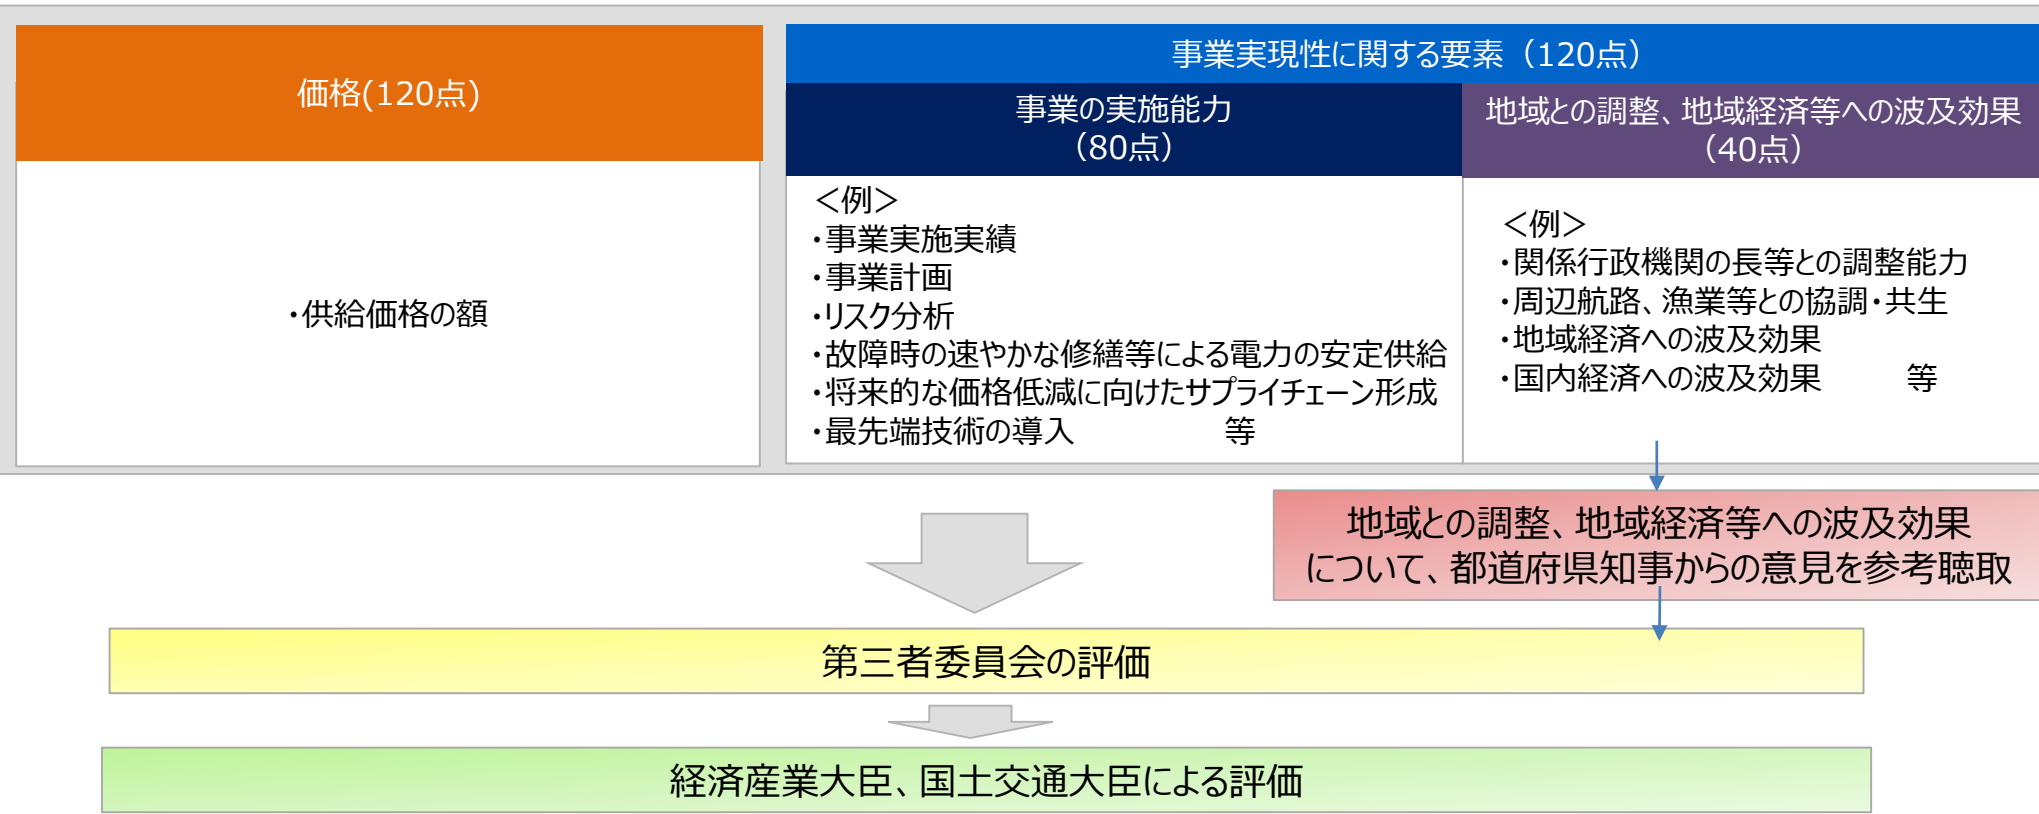 価格(120点)
・供給価格の額
事業実現性に関する要素（120点）
事業の実施能力
（80点）
＜例＞
・事業実施実績
・事業計画
・リスク分析
・故障時の速やかな修繕等による電力の安定供給
・将来的な価格低減に向けたサプライチェーン形成
・最先端技術の導入　　　　　等
地域との調整、地域経済等への波及効果
（40点）
＜例＞
・関係行政機関の長等との調整能力
・周辺航路、漁業等との協調・共生
・地域経済への波及効果
・国内経済への波及効果　　　等
地域との調整、地域経済等への波及効果
について、都道府県知事からの意見を参考聴取
第三者委員会の評価
経済産業大臣、国土交通大臣による評価